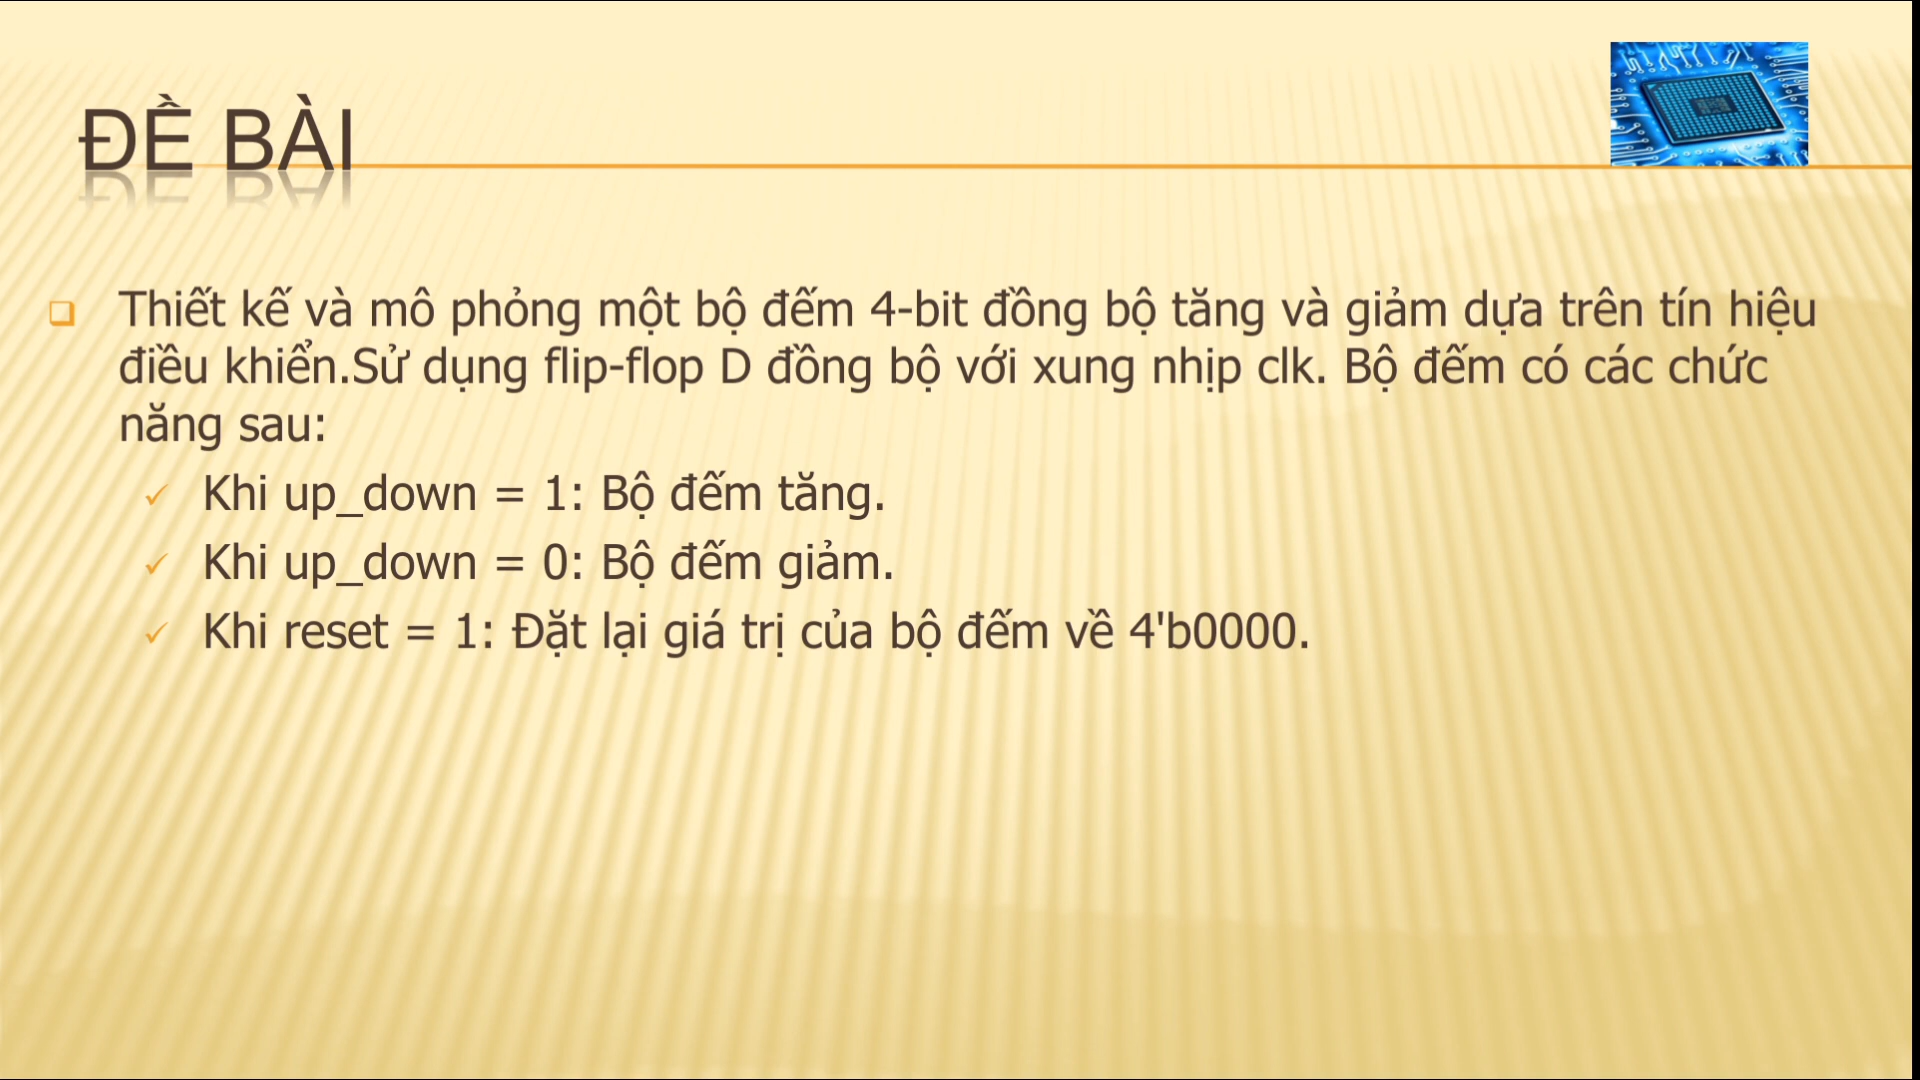 ĐỀ BÀI
Thiết kế và mô phỏng một bộ đếm 4-bit đồng bộ tăng và giảm dựa trên tín hiệu
điều khiển.Sử dụng flip-flop D đồng bộ với xung nhịp clk. Bộ đếm có các chức
năng sau:
Khi up_down = 1: Bộ đếm tăng.
Khi up_down = 0: Bộ đếm giảm.
Khi reset = 1: Đặt lại giá trị của bộ đếm về 4'b0000.